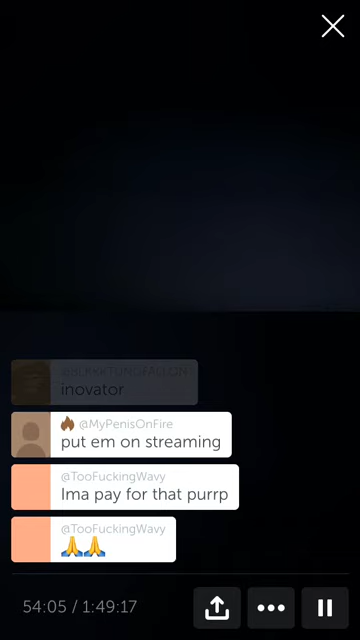 inovator
🔥 @MyPenisOnFire
put em on streaming
@TooFuckingWavy
Ima pay for that purrp
@TooFuckingWavy
🙏🙏
54:05 / 1:49:17